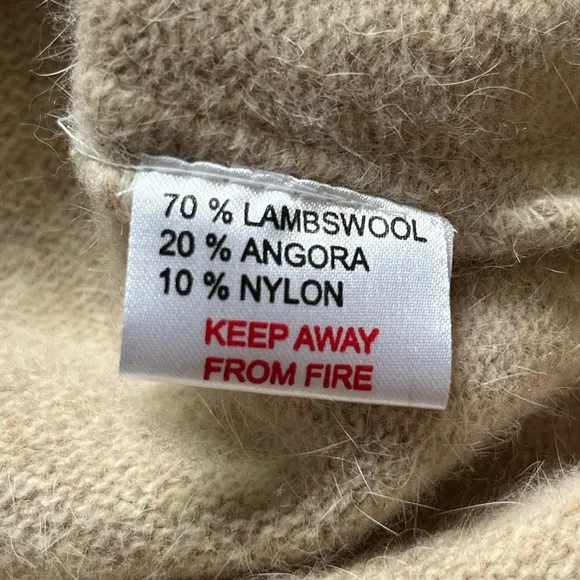 70 % LAMBSWOOL
20 % ANGORA
10 % NYLON
KEEP AWAY
FROM FIRE